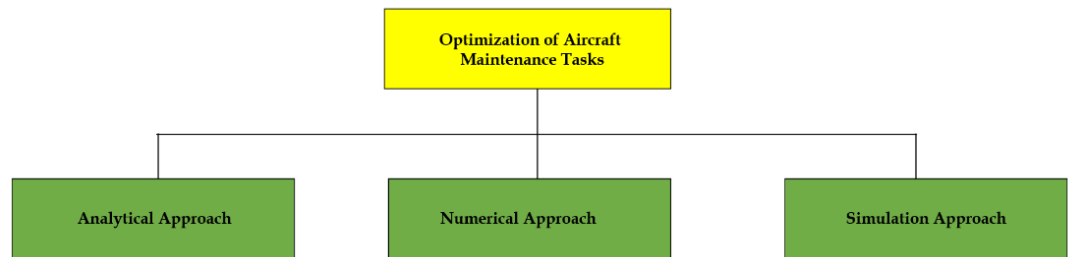 Optimization of Aircraft
Maintenance Tasks
Analytical Approach
Numerical Approach
Simulation Approach